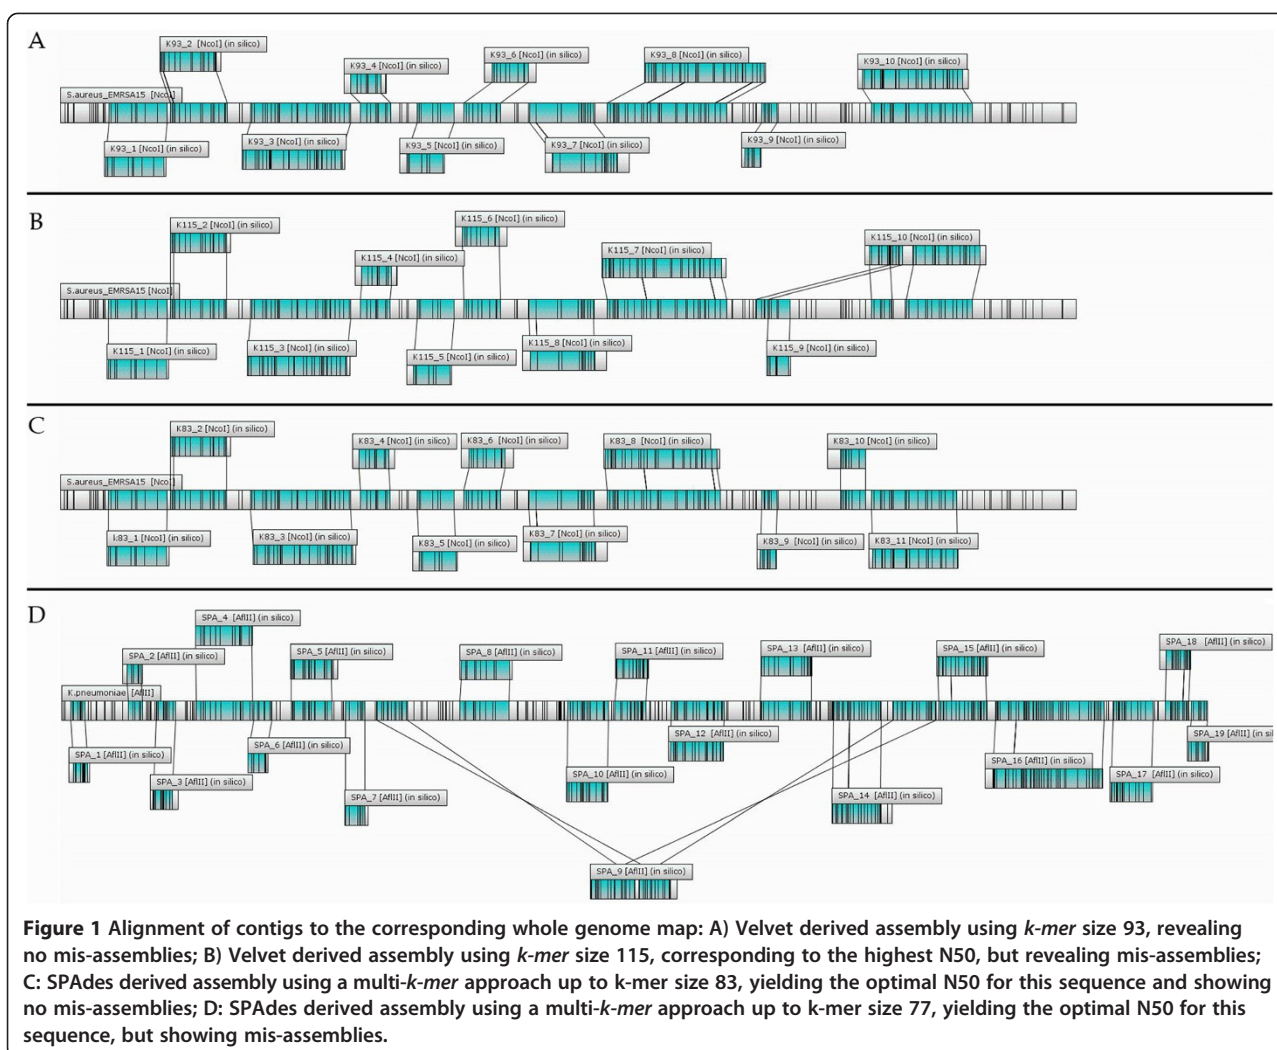 A
K93_2 [NcoI] (in silico)
K93_4 [NcoI] (in silico)
K93_6 [NcoI] (in silico)
K93_8 [NcoI] (in silico)
K93_10 [NcoI] (in silico)
S.aureus_EMRSA15 [NcoI]
K93_1 [NcoI] (in silico)
K93_3 [NcoI] (in silico)
K93_5 [NcoI] (in silico)
K93_7 [NcoI] (in silico)
K93_9 [NcoI] (in silico)
B
K115_2 [NcoI] (in silico)
K115_4 [NcoI] (in silico)
K115_6 [NcoI] (in silico)
K115_7 [NcoI] (in silico)
K115_10 [NcoI] (in silico)
S.aureus_EMRSA15 [NcoI]
K115_1 [NcoI] (in silico)
K115_3 [NcoI] (in silico)
K115_5 [NcoI] (in silico)
K115_8 [NcoI] (in silico)
K115_9 [NcoI] (in silico)
C
K83_2 [NcoI] (in silico)
K83_4 [NcoI] (in silico)
K83_6 [NcoI] (in silico)
K83_8 [NcoI] (in silico)
K83_10 [NcoI] (in silico)
S.aureus_EMRSA15 [NcoI]
K83_1 [NcoI] (in silico)
K83_3 [NcoI] (in silico)
K83_5 [NcoI] (in silico)
K83_7 [NcoI] (in silico)
K83_9 [NcoI] (in silico)
K83_11 [NcoI] (in silico)
D
SPA_4 [AflII] (in silico)
SPA_2 [AflII] (in silico)
SPA_5 [AflII] (in silico)
SPA_8 [AflII] (in silico)
SPA_11 [AflII] (in silico)
SPA_13 [AflII] (in silico)
SPA_15 [AflII] (in silico)
SPA_18 [AflII] (in silico)
K.pneumoniae [AflII]
SPA_1 [AflII] (in silico)
SPA_3 [AflII] (in silico)
SPA_6 [AflII] (in silico)
SPA_7 [AflII] (in silico)
SPA_10 [AflII] (in silico)
SPA_12 [AflII] (in silico)
SPA_14 [AflII] (in silico)
SPA_16 [AflII] (in silico)
SPA_17 [AflII] (in silico)
SPA_19 [AflII] (in sil
SPA_9 [AflII] (in silico)
Figure 1 Alignment of contigs to the corresponding whole genome map: A) Velvet derived assembly using k-mer size 93, revealing
no mis-assemblies; B) Velvet derived assembly using k-mer size 115, corresponding to the highest N50, but revealing mis-assemblies;
C: SPAdes derived assembly using a multi-k-mer approach up to k-mer size 83, yielding the optimal N50 for this sequence and showing
no mis-assemblies; D: SPAdes derived assembly using a multi-k-mer approach up to k-mer size 77, yielding the optimal N50 for this
sequence, but showing mis-assemblies.